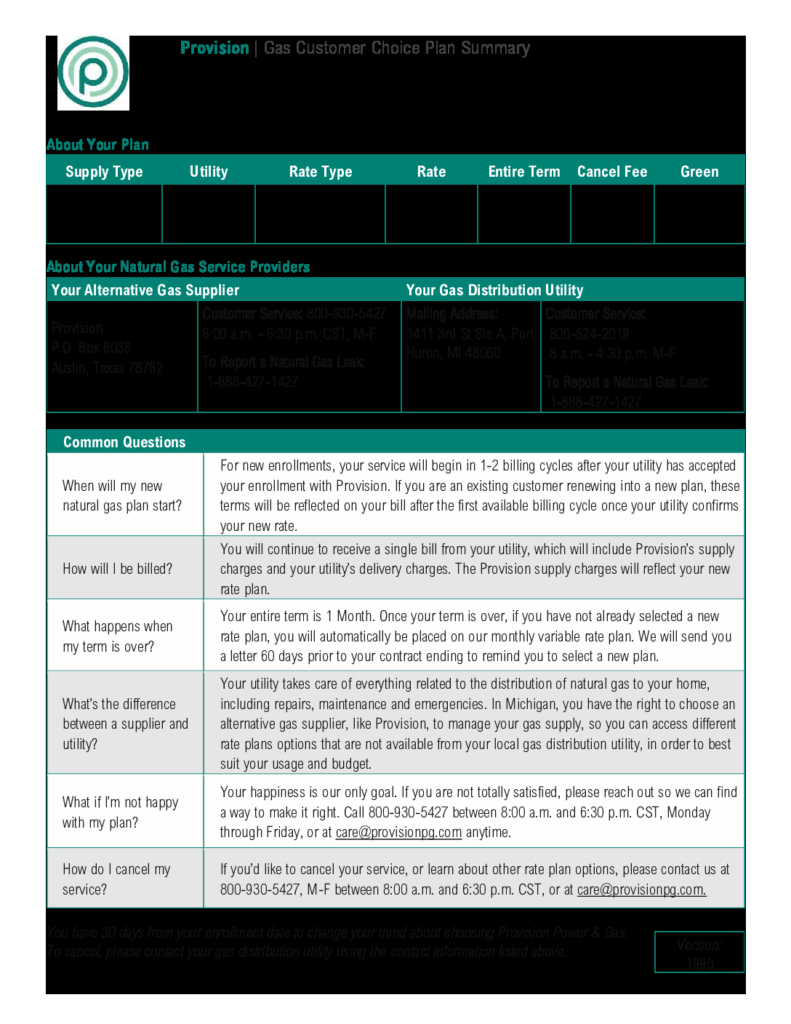 p
Provision | Gas Customer Choice Plan Summary
About Your Plan
Supply Type Utility Rate Type Rate Entire Term Cancel Fee Green
About Your Natural Gas Service Providers
Your Alternative Gas Supplier Your Gas Distribution Utility
Provision
P.O. Box 8038
Austin, Texas 78762
Customer Service: 800-930-5427
8:00 a.m. - 6:30 p.m. CST, M-F
To Report a Natural Gas Leak:
1-888-427-1427
Mailing Address:
1411 3rd St Ste A, Port
Huron, MI 48060
Customer Service:
800-624-2019
8 a.m. - 4:30 p.m. M-F
To Report a Natural Gas Leak:
1-888-427-1427
Common Questions
When will my new
natural gas plan start?
For new enrollments, your service will begin in 1-2 billing cycles after your utility has accepted
your enrollment with Provision. If you are an existing customer renewing into a new plan, these
terms will be reflected on your bill after the first available billing cycle once your utility confirms
your new rate.
How will I be billed?
You will continue to receive a single bill from your utility, which will include Provision's supply
charges and your utility's delivery charges. The Provision supply charges will reflect your new
rate plan.
What happens when
my term is over?
Your entire term is 1 Month. Once your term is over, if you have not already selected a new
rate plan, you will automatically be placed on our monthly variable rate plan. We will send you
a letter 60 days prior to your contract ending to remind you to select a new plan.
What's the difference
between a supplier and
utility?
Your utility takes care of everything related to the distribution of natural gas to your home,
including repairs, maintenance and emergencies. In Michigan, you have the right to choose an
alternative gas supplier, like Provision, to manage your gas supply, so you can access different
rate plans options that are not available from your local gas distribution utility, in order to best
suit your usage and budget.
What if I'm not happy
with my plan?
Your happiness is our only goal. If you are not totally satisfied, please reach out so we can find
a way to make it right. Call 800-930-5427 between 8:00 a.m. and 6:30 p.m. CST, Monday
through Friday, or at care@provisionpg.com anytime.
How do I cancel my
service?
If you'd like to cancel your service, or learn about other rate plan options, please contact us at
800-930-5427, M-F between 8:00 a.m. and 6:30 p.m. CST, or at care@provisionpg.com.
You have 30 days from your enrollment date to change your mind about choosing Provision Power & Gas.
To cancel, please contact your gas distribution utility using the contact information listed above.
Version:
1995